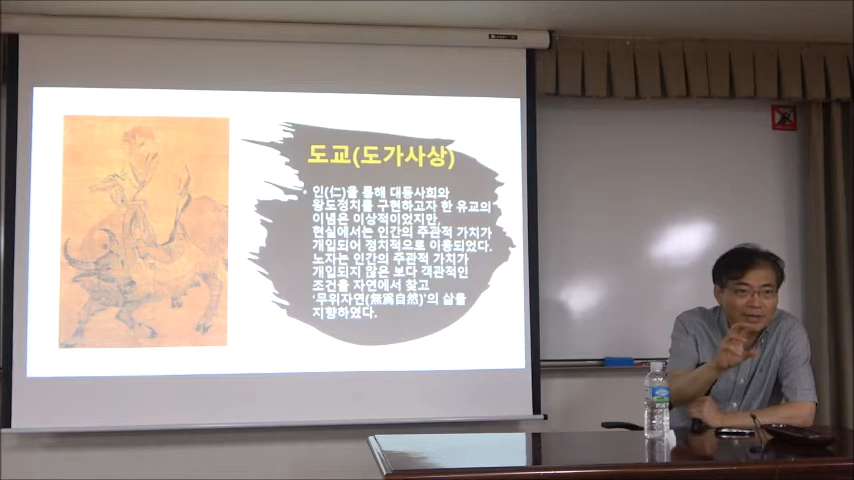 도교(도가사상)
• 인(仁)을 통해 대동사회와
왕도정치를 구현하고자 한 유교의
이념은 이상적이었지만,
현실에서는 인간의 주관적 가치가
개입되어 정치적으로 이용되었다.
노자는 인간의 주관적 가치가
개입되지 않은 보다 객관적인
조건을 자연에서 찾고
'무위자연(無爲自然)'의 삶을
지향하였다.